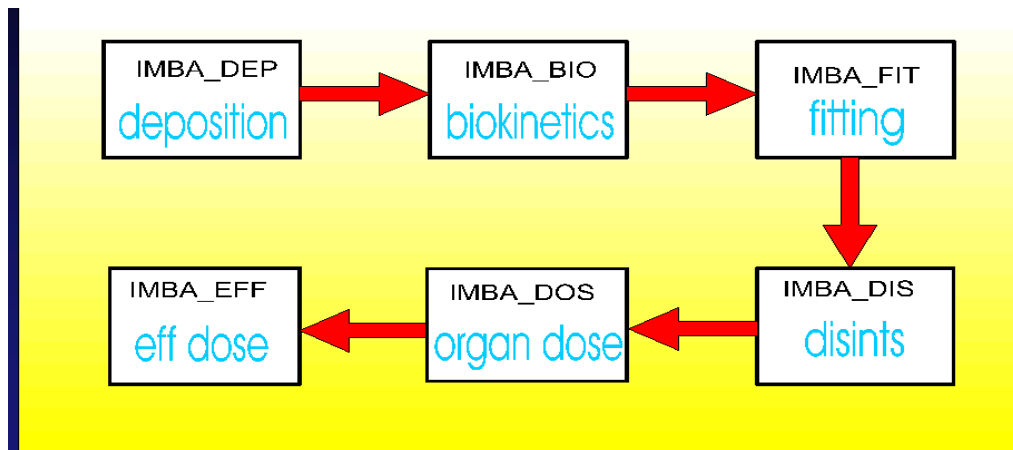 IMBA_DEP
deposition
IMBA_BIO
biokinetics
IMBA_FIT
fitting
IMBA_EFF
eff dose
IMBA_DOS
organ dose
IMBA_DIS
disints